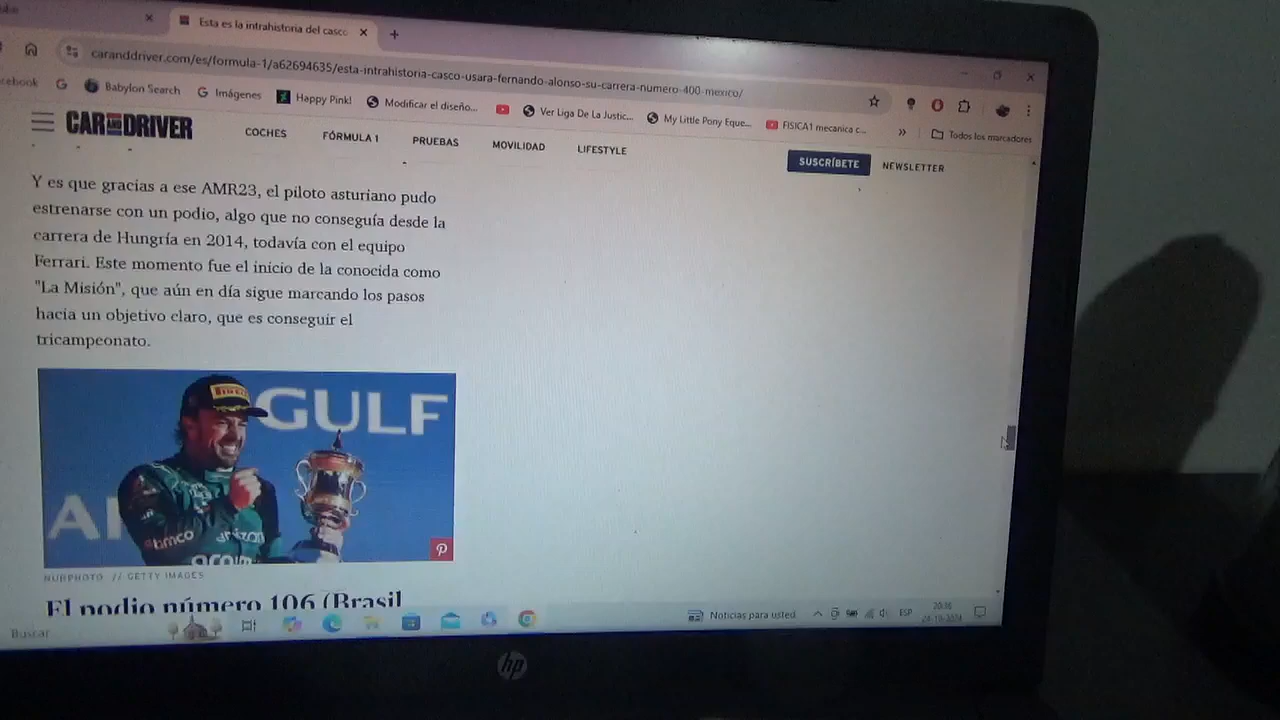 Esta es la intrahistoria del casco
caranddriver.com/es/formula-1/a62694635/esta-intrahistoria-casco-usara-fernando-alonso-su-carrera-numero-400-mexico/
Babylon Search
Imágenes
Happy Pink!
Modificar el diseño...
Ver Liga De La Justic...
My Little Pony Eque...
FISICA1 mecanica c...
Todos los marcadores
CAR AND DRIVER
COCHES
FÓRMULA 1
PRUEBAS
MOVILIDAD
LIFESTYLE
SUSCRÍBETE
NEWSLETTER
Y es que gracias a ese AMR23, el piloto asturiano pudo
estrenarse con un podio, algo que no conseguía desde la
carrera de Hungría en 2014, todavía con el equipo
Ferrari. Este momento fue el inicio de la conocida como
"La Misión", que aún en día sigue marcando los pasos
hacia un objetivo claro, que es conseguir el
tricampeonato.
GULF
NURPHOTO // GETTY IMAGES
El podio número 106 (Brasil
Buscar
Noticias para usted
ESP
hp